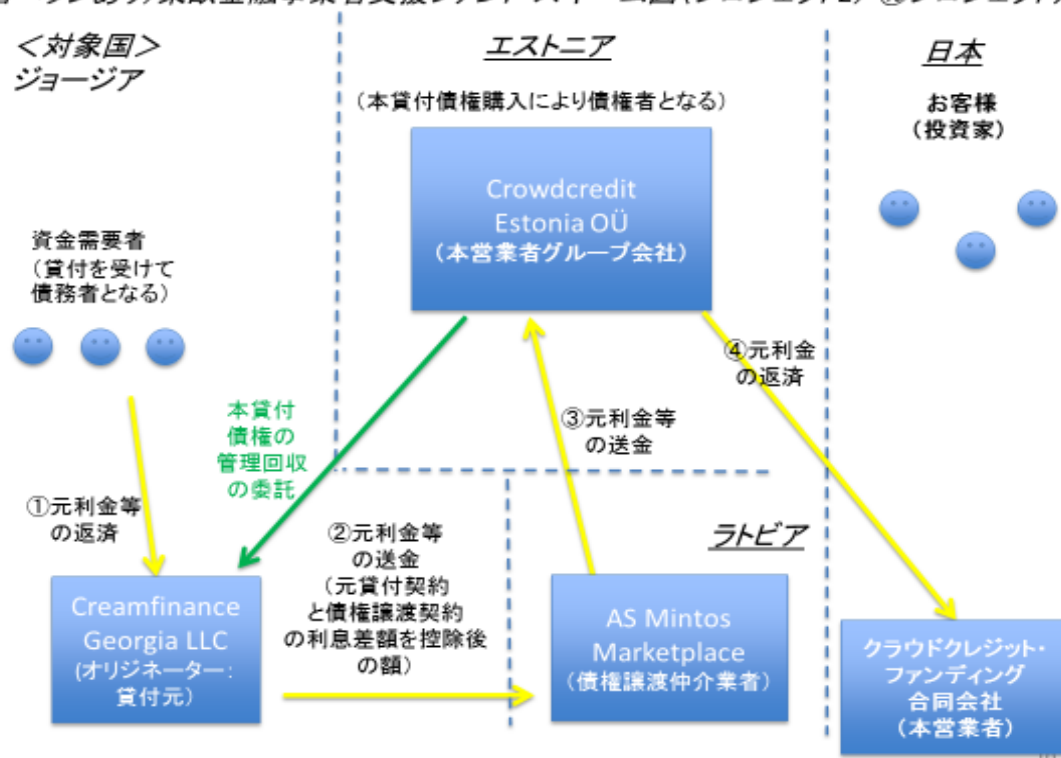 ＜対象国＞
ジョージア
エストニア
日本
（本貸付債権購入により債権者となる）
お客様
（投資家）
Crowdcredit
Estonia OÜ
（本営業者グループ会社）
資金需要者
（貸付を受けて
債務者となる）
④元利金
の返済
本貸付
債権の
管理回収
の委託
③元利金等
の送金
①元利金等
の返済
②元利金等
の送金
（元貸付契約
と債権譲渡契約
の利息差額を控除後
の額）
ラトビア
Creamfinance
Georgia LLC
(オリジネーター：
貸付元）
AS Mintos
Marketplace
（債権譲渡仲介業者）
クラウドクレジット・
ファンディング
合同会社
（本営業者）